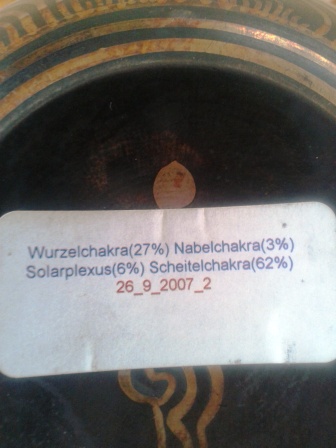 Wurzelchakra(27%) Nabelchakra(3%)
Solarplexus(6%) Scheitelchakra(62%)
26_9_2007_2